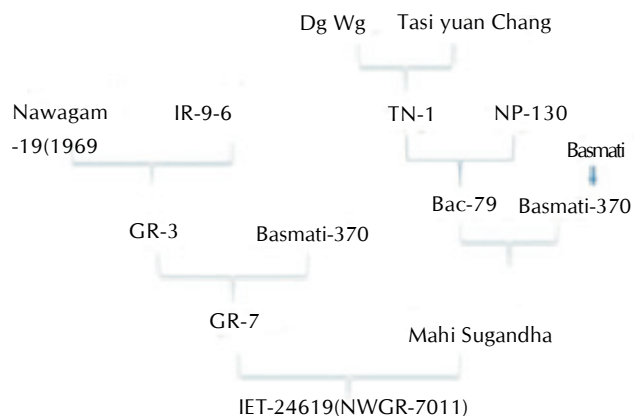 Dg Wg Tasi yuan Chang
Nawagam IR-9-6 TN-1 NP-130
-19(1969
Basmati
Bac-79 Basmati-370
GR-3 Basmati-370
GR-7
Mahi Sugandha
IET-24619(NWGR-7011)